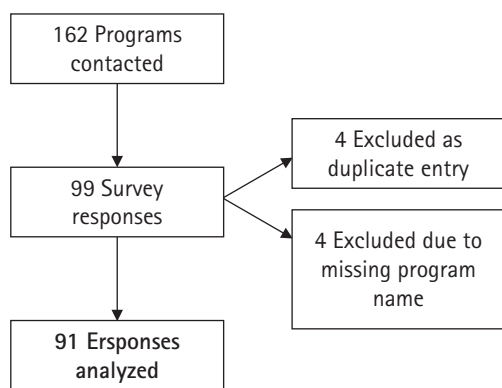 162 Programs
contacted
99 Survey
responses
4 Excluded as
duplicate entry
4 Excluded due to
missing program
name
91 Ersponses
analyzed